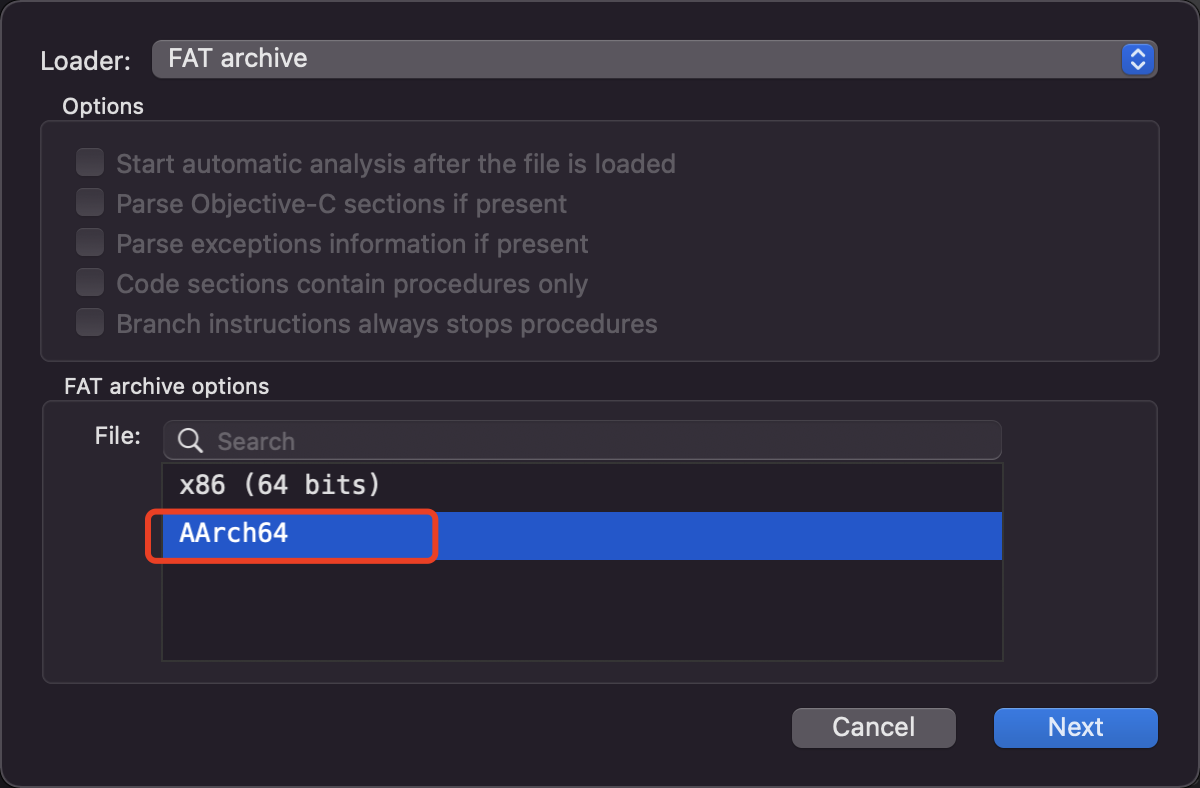 Loader: FAT archive
Options
Start automatic analysis after the file is loaded
Parse Objective-C sections if present
Parse exceptions information if present
Code sections contain procedures only
Branch instructions always stops procedures
FAT archive options
File: Search
x86 (64 bits)
AArch64
Cancel Next